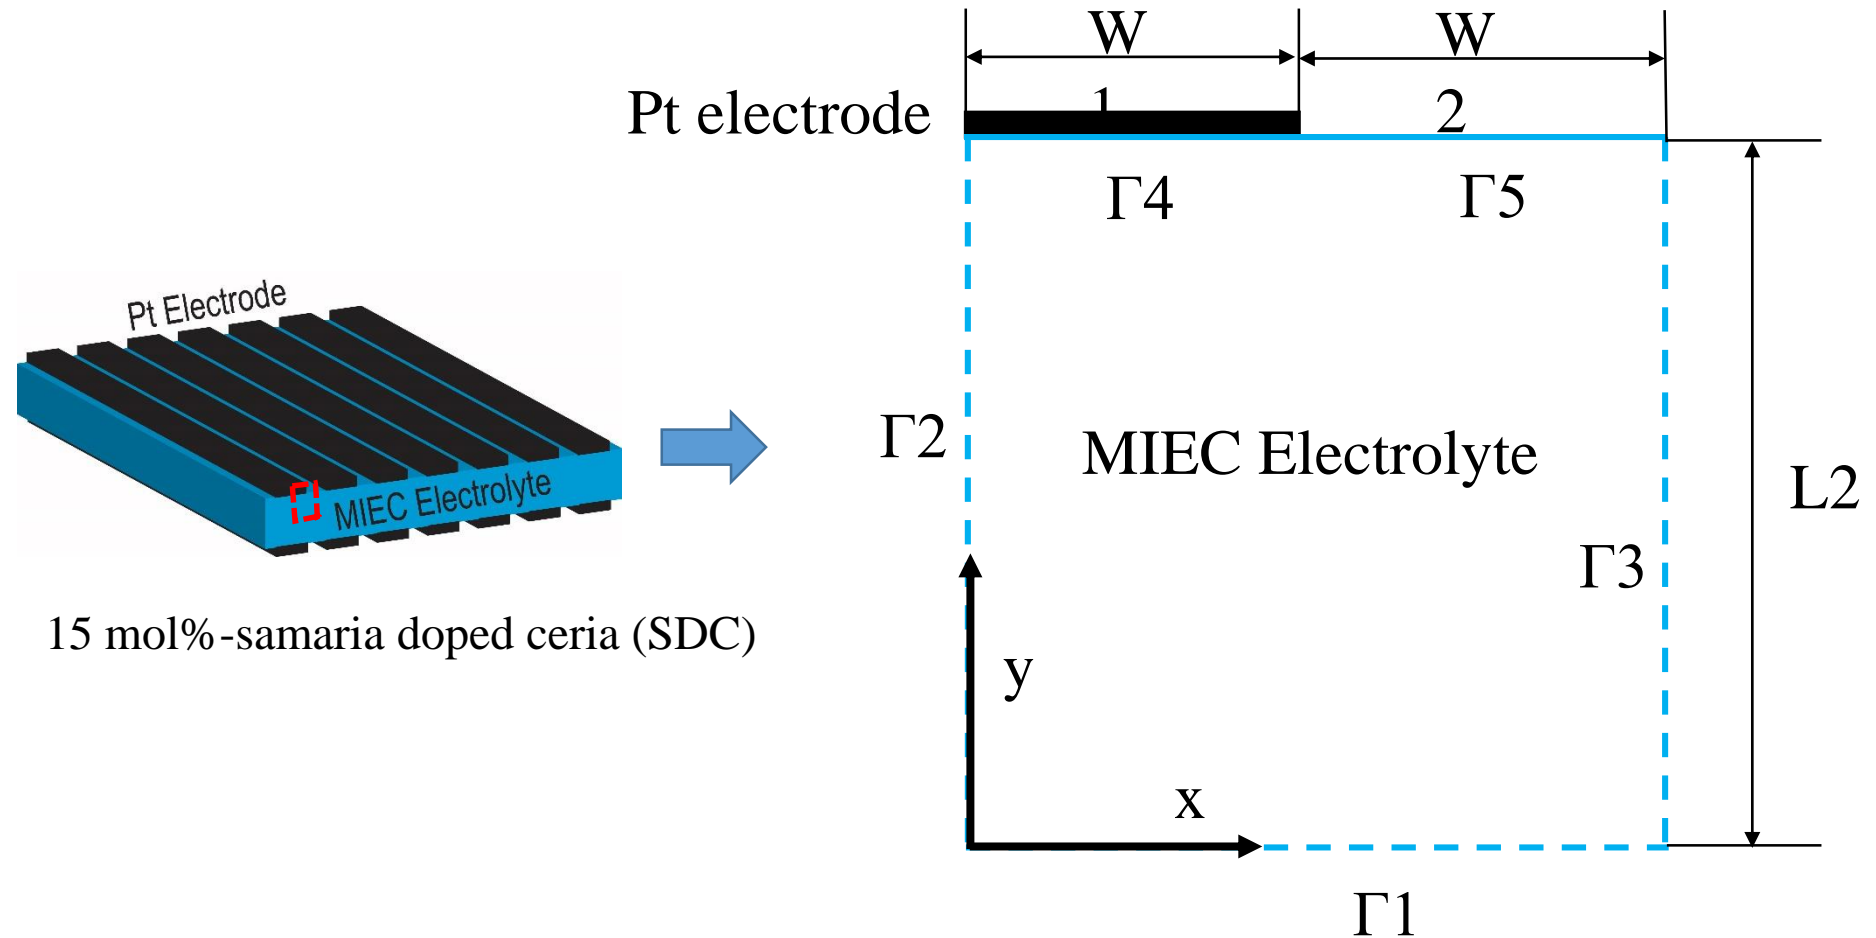 W W
1 2
Pt electrode
Γ4 Γ5
Pt Electrode
Γ2
MIEC Electrolyte
L2
MIEC Electrolyte
Γ3
15 mol%-samaria doped ceria (SDC)
y
x
Γ1